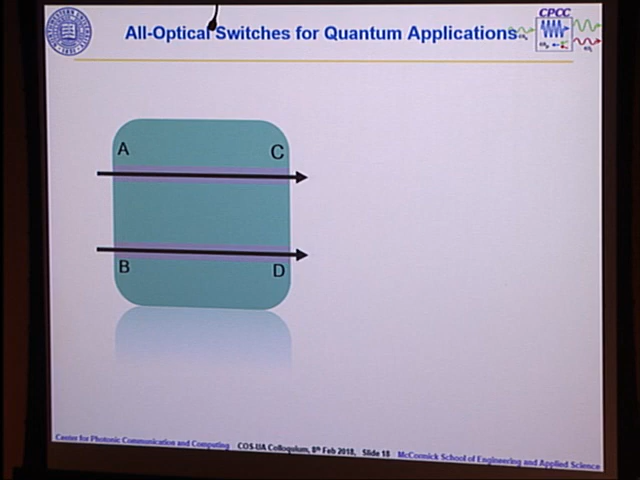 All-Optical Switches for Quantum Applications
CPCC
A
C
B
D
Center for Photonic Communication and Computing COS-UA Colloquium, 8th Feb 2018, Slide 18 McCormick School of Engineering and Applied Science